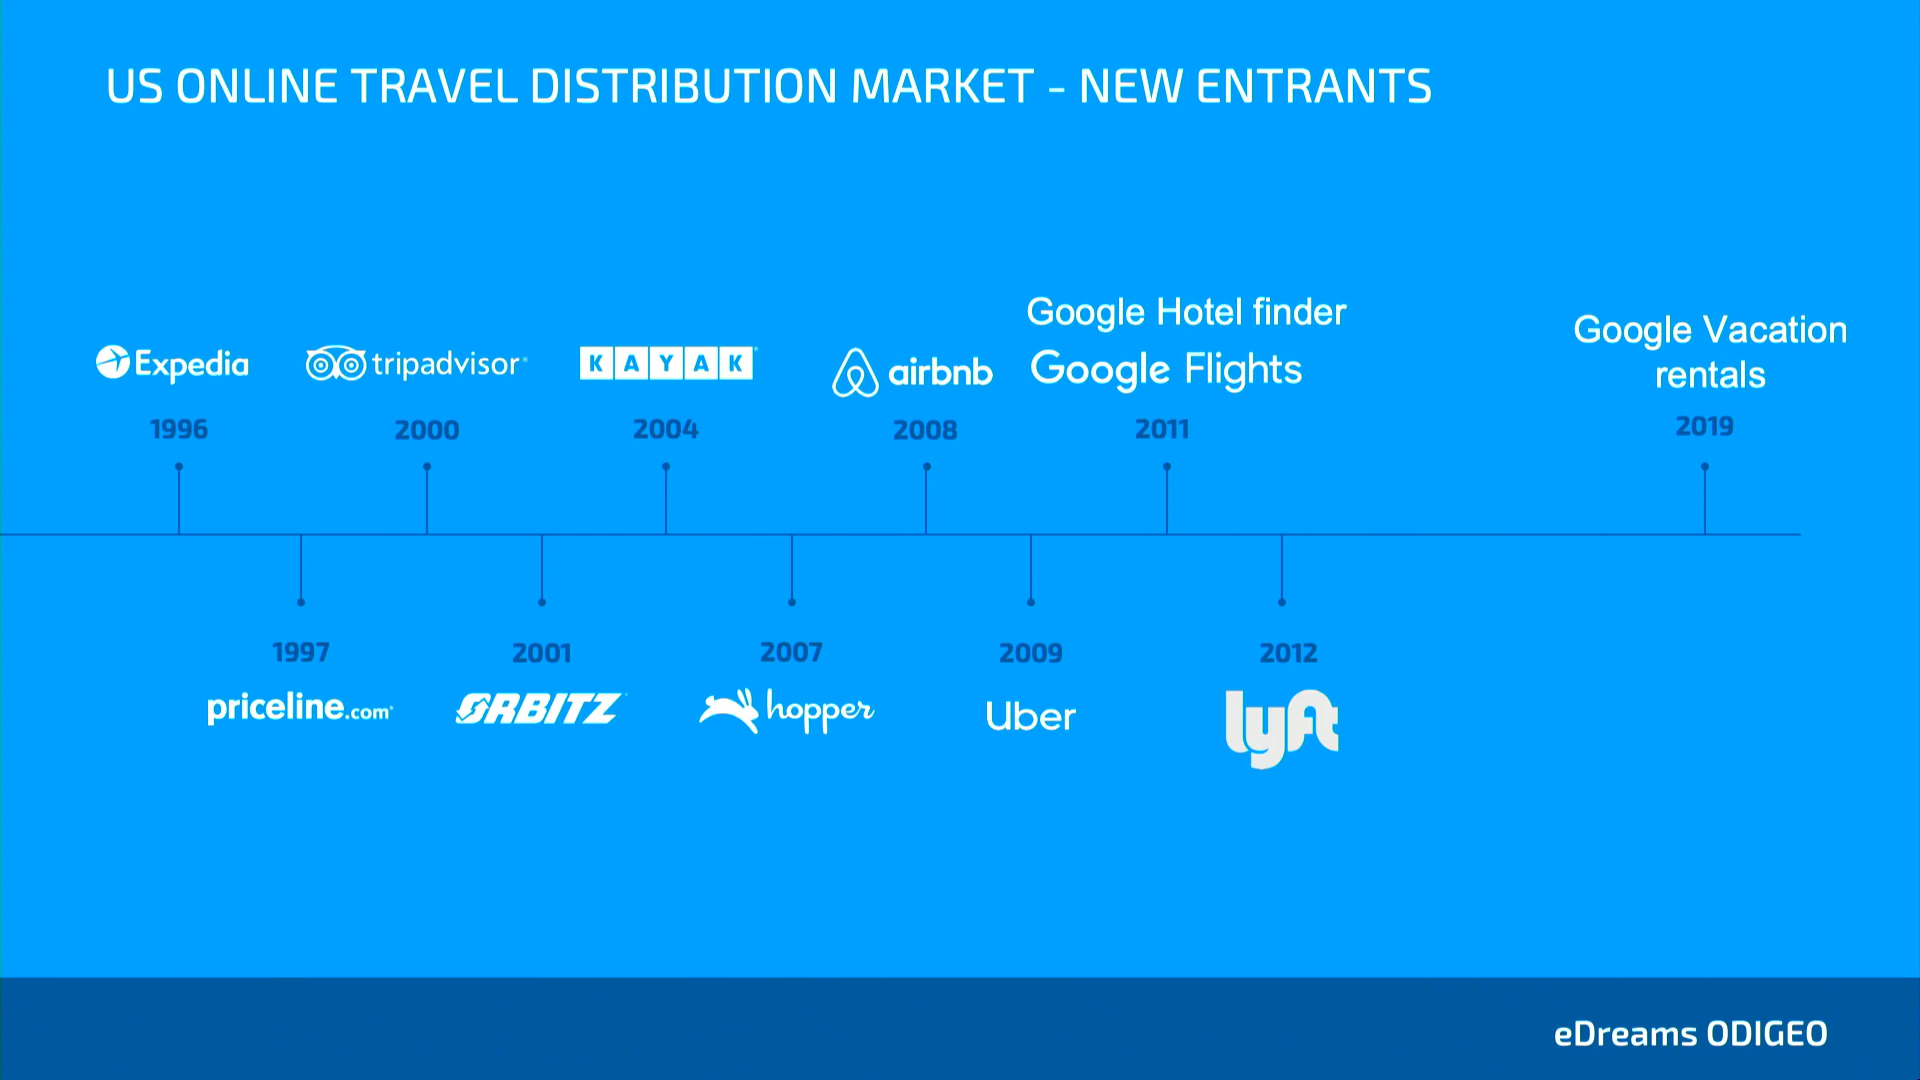 US ONLINE TRAVEL DISTRIBUTION MARKET - NEW ENTRANTS
Google Hotel finder
Expedia
tripadvisor
KAYAK
airbnb
Google Flights
Google Vacation
rentals
1996
2000
2004
2008
2011
2019
1997
2001
2007
2009
2012
priceline.com
ORBITZ
hopper
Uber
lyft
eDreams ODIGEO